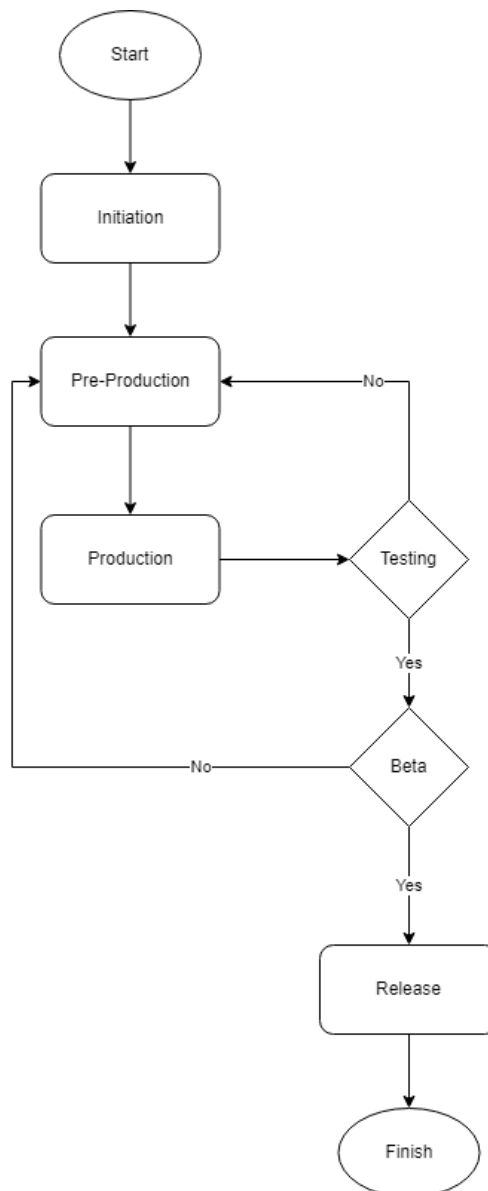 Start
Initiation
Pre-Production
No
Production
Testing
Yes
Beta
No
Yes
Release
Finish